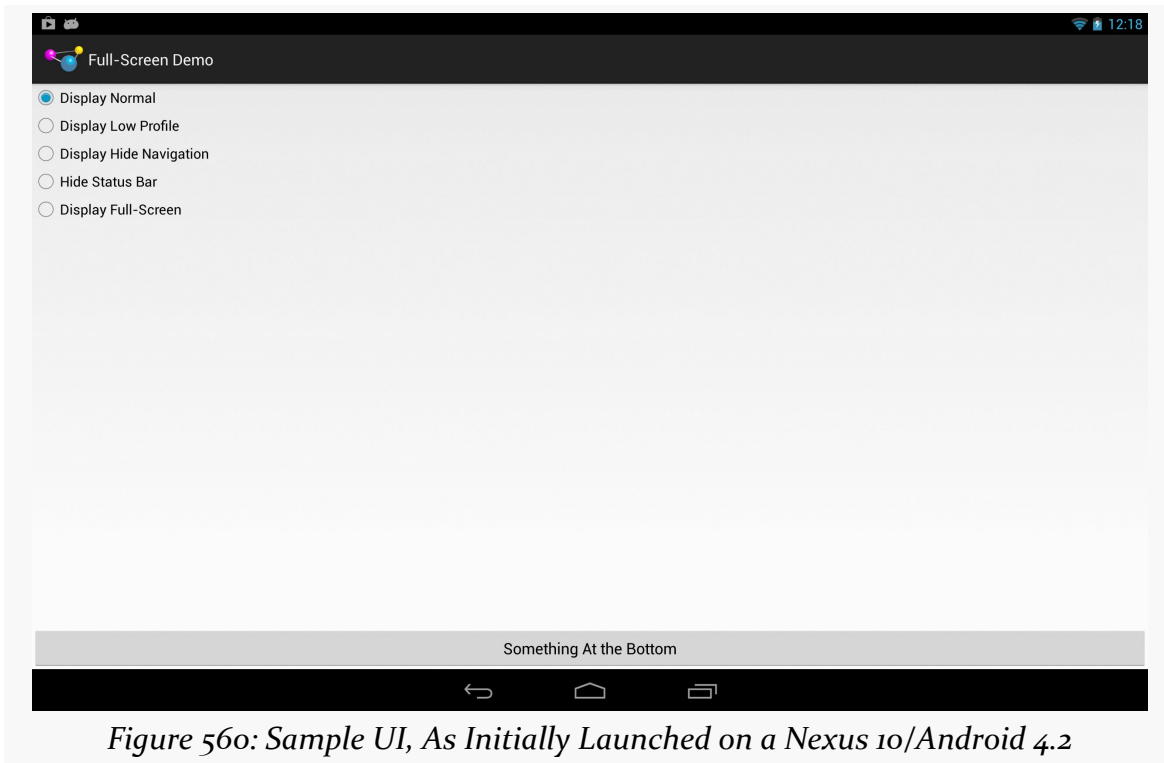 12:18
Full-Screen Demo
Display Normal
Display Low Profile
Display Hide Navigation
Hide Status Bar
Display Full-Screen
Something At the Bottom
Figure 560: Sample UI, As Initially Launched on a Nexus 10/Android 4.2